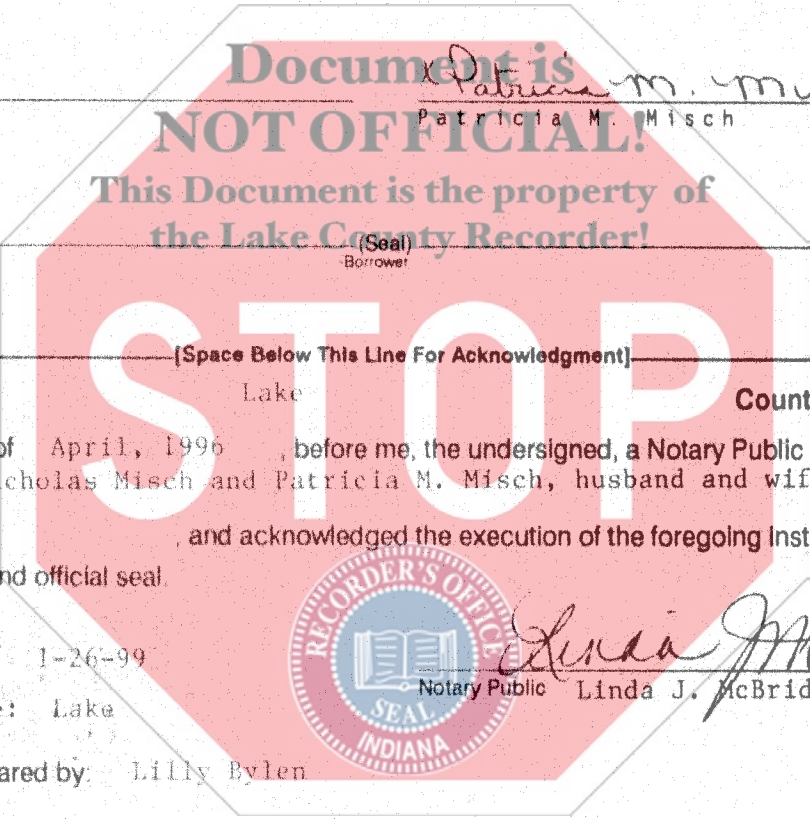 Document is
x Patricia M.
Patricia M. Misch
NOT OFFICIAL!
This Document is the property of
the Lake County Recorder!
(Seal)
-Borrower
STOP
[Space Below This Line For Acknowledgment]
Lake
Count
of April, 1996 , before me, the undersigned, a Notary Public
icholas Misch and Patricia M. Misch, husband and wif
, and acknowledged the execution of the foregoing inst
nd official seal.
RECORDER'S OFFICE
SEAL
INDIANA
1-26-99
Linda J.
Notary Public Linda J. McBrid
e: Lake
ared by: Lilly Bylen